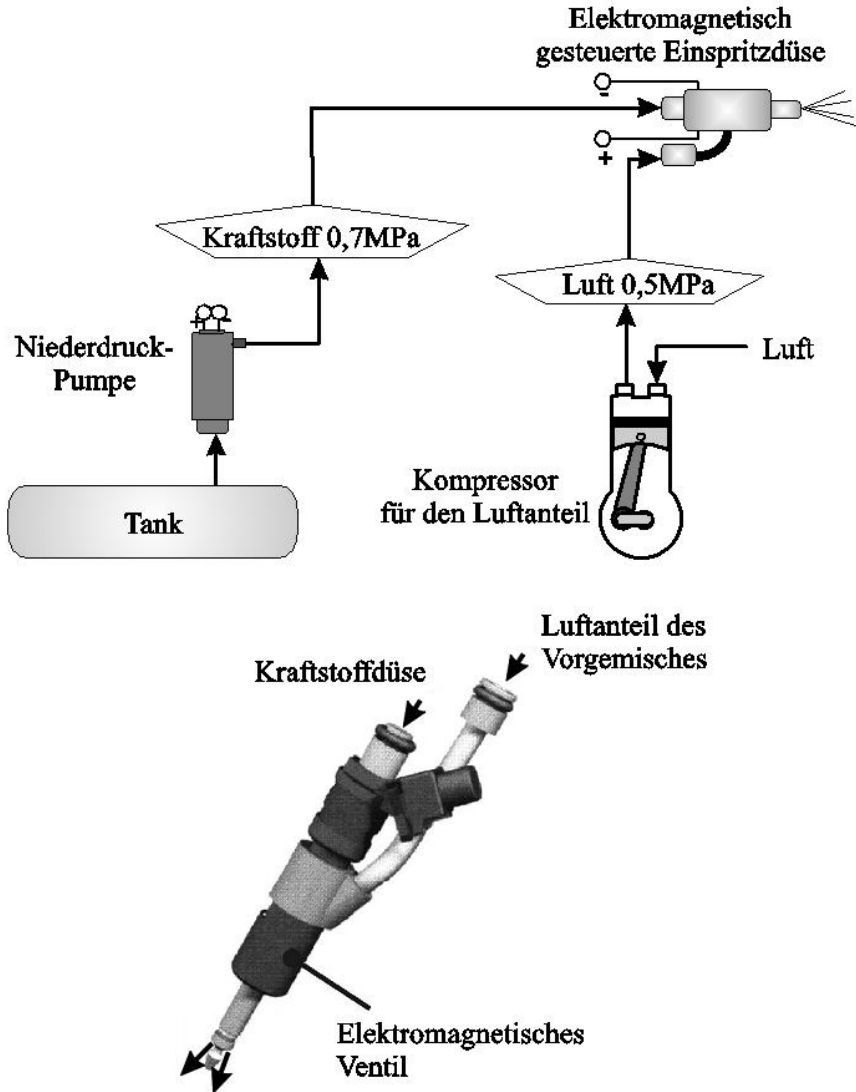 Elektromagnetisch
gesteuerte Einspritzdüse
-
+
Kraftstoff 0,7MPa
Luft 0,5MPa
+ -
Niederdruck-
Pumpe
Luft
Kompressor
für den Luftanteil
Tank
Luftanteil des
Vorgemisches
Kraftstoffdüse
Elektromagnetisches
Ventil